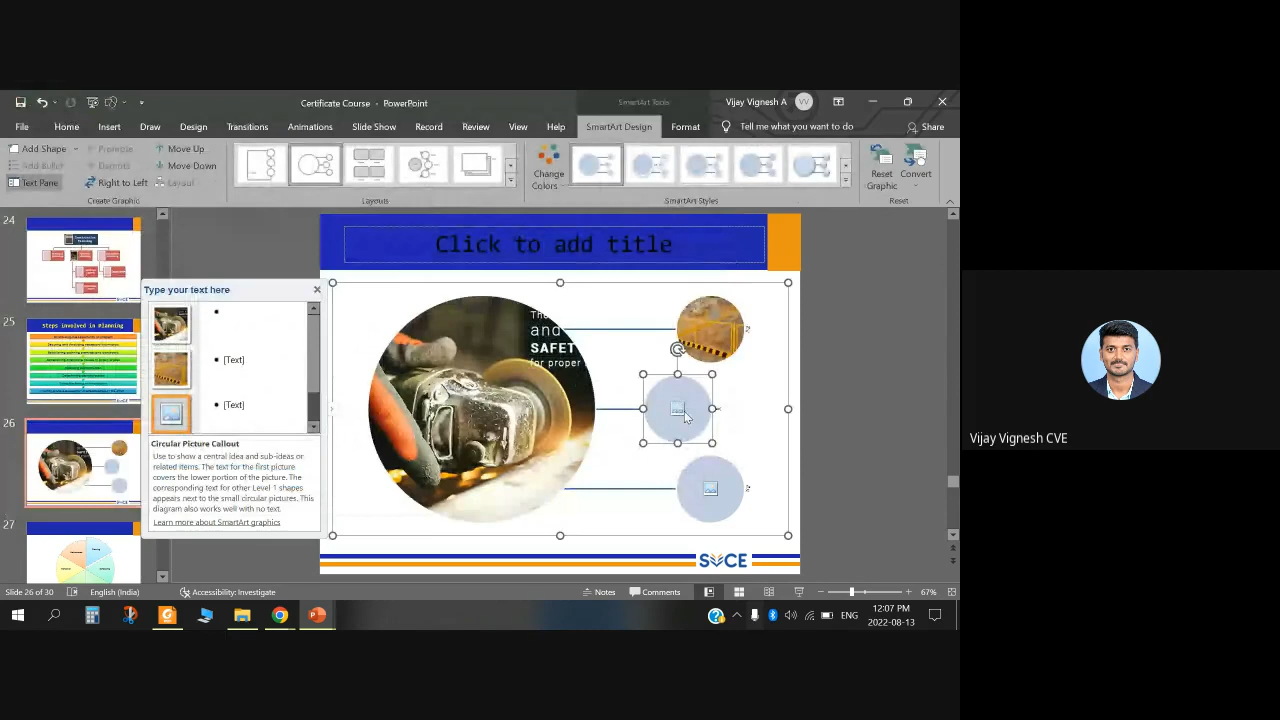 Certificate Course - PowerPoint
SmartArt Tools
Vijay Vignesh A
VV
File
Home
Insert
Draw
Design
Transitions
Animations
Slide Show
Record
Review
View
Help
SmartArt Design
Format
Tell me what you want to do
Share
Add Shape
Promote
Move Up
Add Bullet
Demote
Move Down
Text Pane
Right to Left
Layout
Create Graphic
Layouts
Change
Colors
SmartArt Styles
Reset
Graphic
Convert
Reset
24
25
Steps involved in Planning
26
27
Type your text here
[Text]
[Text]
Circular Picture Callout
Use to show a central idea and sub-ideas or
related items. The text for the first picture
covers the lower portion of the picture. The
corresponding text for other Level 1 shapes
appears next to the small circular pictures. This
diagram also works well with no text.
Learn more about SmartArt graphics
Click to add title
and
SAFET
for proper
SVCE
Slide 26 of 30
English (India)
Accessibility: Investigate
Notes
Comments
67%
ENG
12:07 PM
2022-08-13
Vijay Vignesh CVE